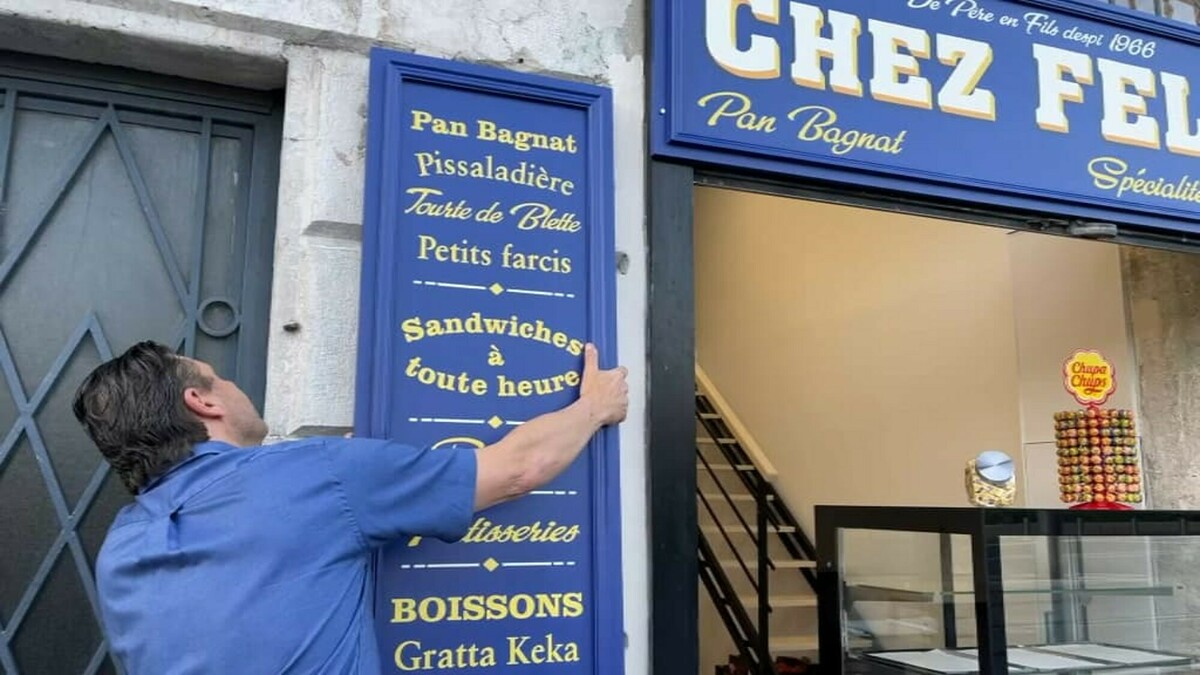 Pan Bagnat
Pissaladière
Tourte de Blette
Petits farcis
Sandwiches
à
toute heure
BOISSONS
Gratta Keka
De Père en Fils despi 1966
CHEZ FEL
Pan Bagnat
Spécialité
Chupa
Chups